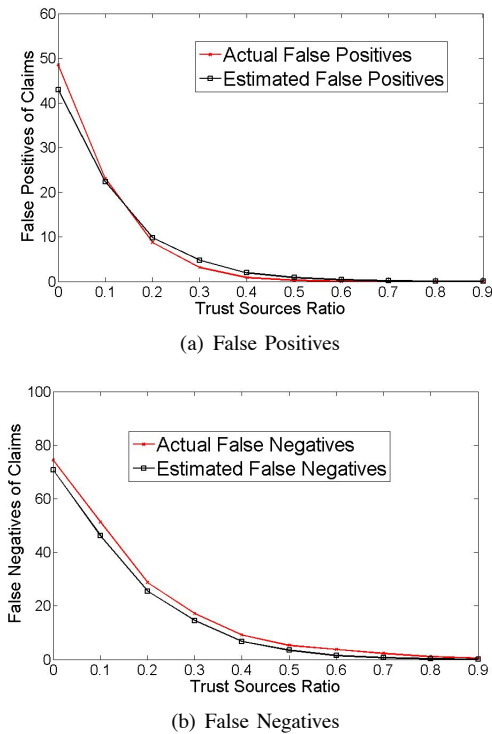 60
50
40
30
20
10
0
False Positives of Claims
Actual False Positives
Estimated False Positives
0 0.1 0.2 0.3 0.4 0.5 0.6 0.7 0.8 0.9
Trust Sources Ratio
(a) False Positives
100
80
60
40
20
0
False Negatives of Claims
Actual False Negatives
Estimated False Negatives
0 0.1 0.2 0.3 0.4 0.5 0.6 0.7 0.8 0.9
Trust Sources Ratio
(b) False Negatives